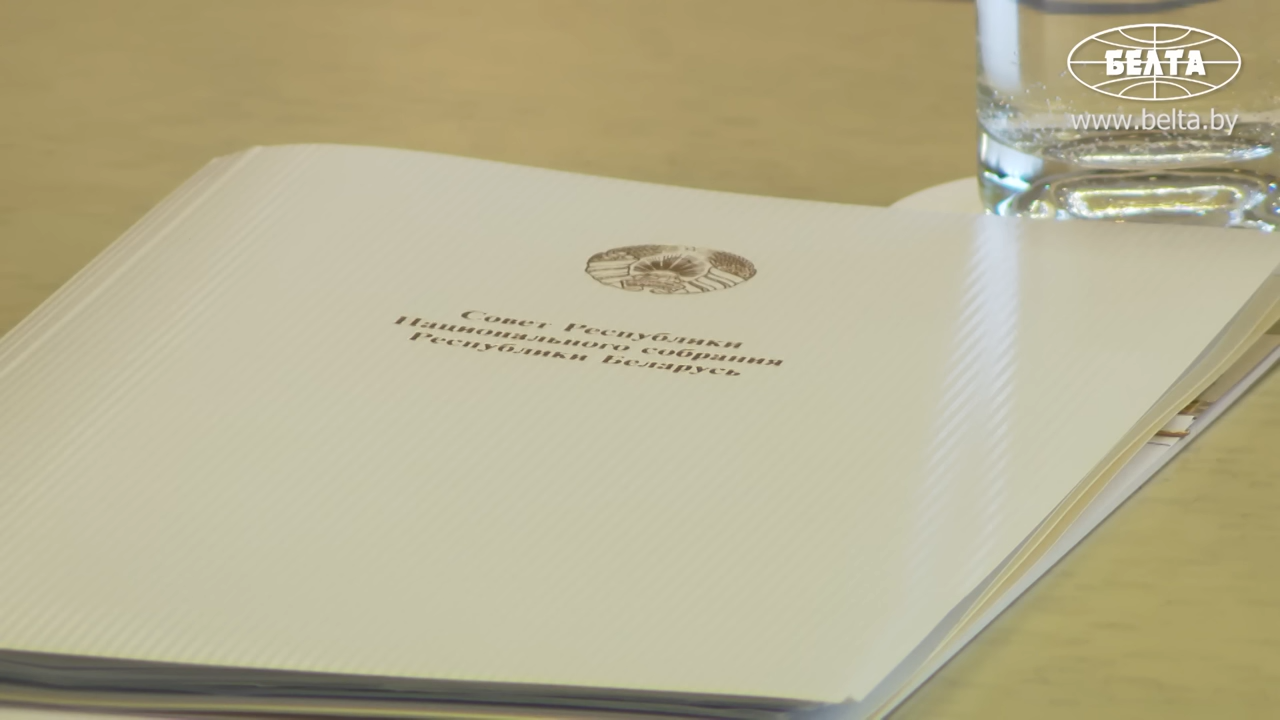 БЕЛТА
www.belta.by
Совет Республики
Национального собрания
Республики Беларусь